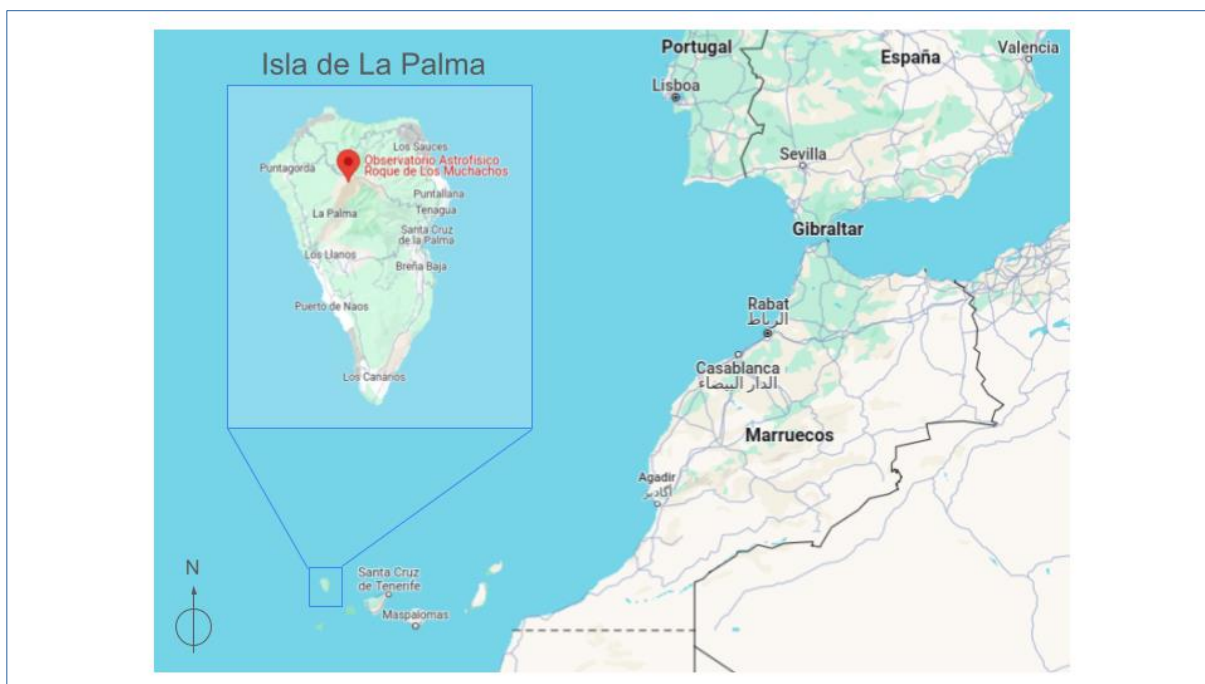 Isla de La Palma
Los Sauces
Observatorio Astrofísico
Roque de Los Muchachos
Puntagorda
Puntallana
La Palma
Tenagua
Santa Cruz
de la Palma
Los Llanos
Breña Baja
Puerto de Naos
Los Canarios
N
Santa Cruz
de Tenerife
Maspalomas
Portugal
España
Valencia
Lisboa
Sevilla
Gibraltar
Rabat
الرباط
Casablanca
الدار البيضاء
Marruecos
Agadir
أكادير